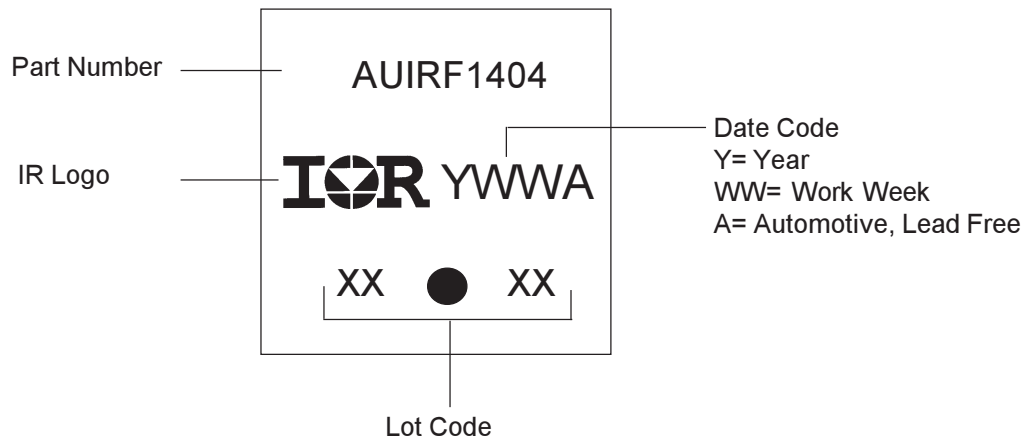 Part Number
AUIRF1404
IR Logo
IOR YWWA
Date Code
Y= Year
WW= Work Week
A= Automotive, Lead Free
XX XX
Lot Code